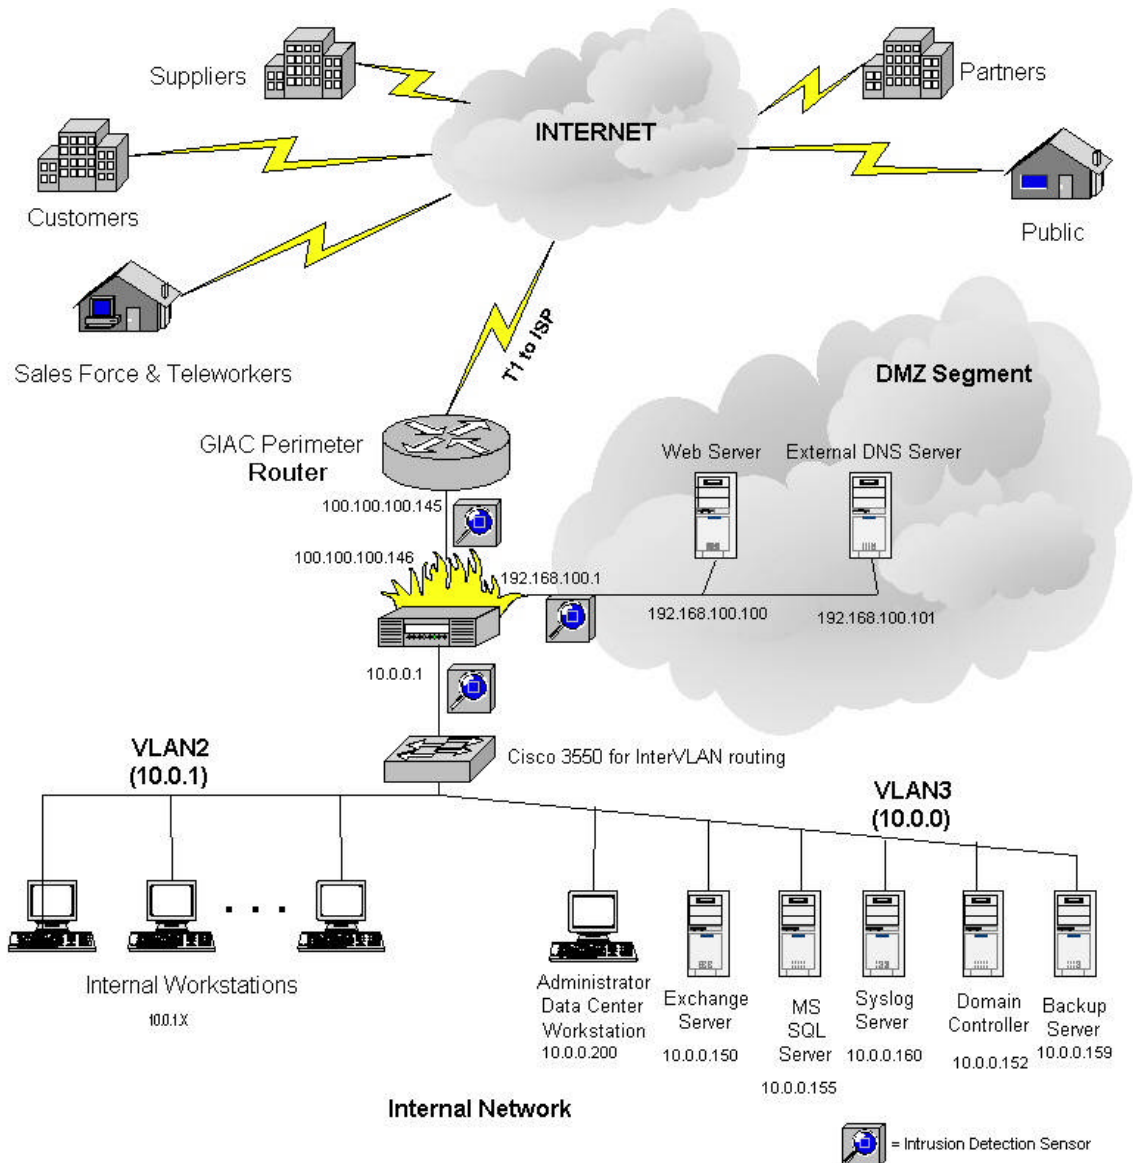 Suppliers
Partners
INTERNET
Customers
Public
Sales Force & Teleworkers
T1 to ISP
DMZ Segment
GIAC Perimeter
Router
Web Server
External DNS Server
100.100.100.145
100.100.100.146
192.168.100.1
192.168.100.100
192.168.100.101
10.0.0.1
Cisco 3550 for InterVLAN routing
VLAN2
(10.0.1)
VLAN3
(10.0.0)
. . .
Internal Workstations
10.0.1.X
Administrator
Data Center
Workstation
10.0.0.200
Exchange
Server
10.0.0.150
MS
SQL
Server
10.0.0.155
Syslog
Server
10.0.0.160
Domain
Controller
10.0.0.152
Backup
Server
10.0.0.159
Internal Network
= Intrusion Detection Sensor